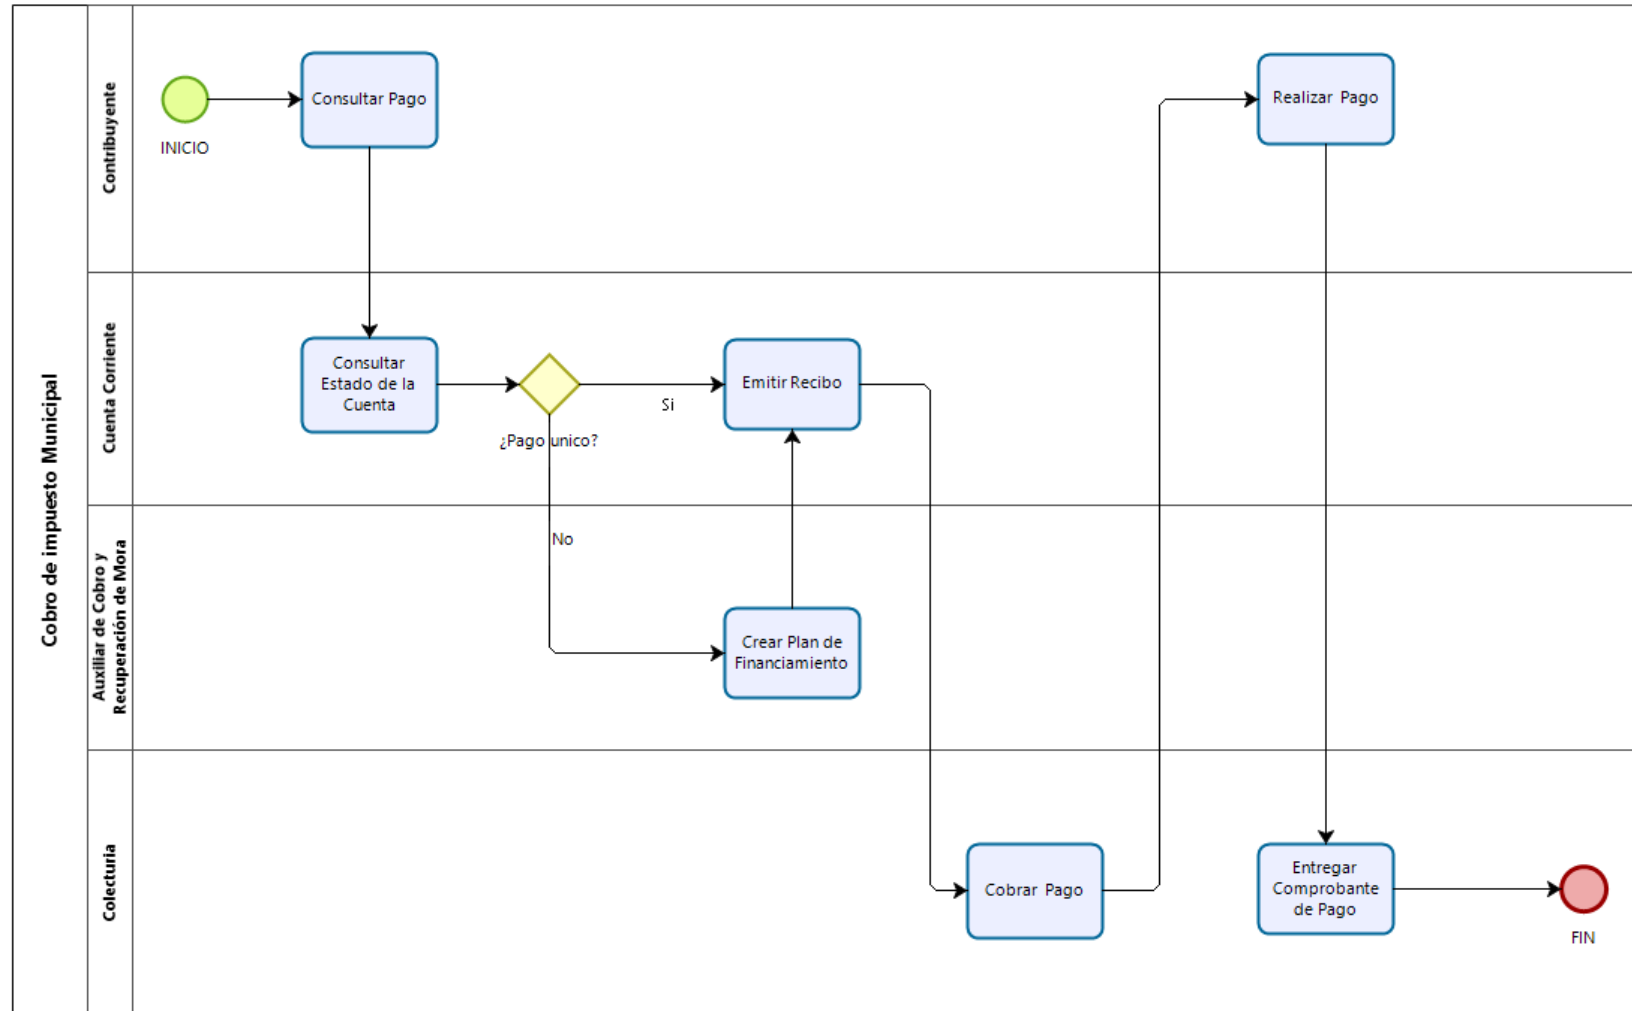 Cobro de impuesto Municipal
Contribuyente
INICIO
Consultar Pago
Realizar Pago
Cuenta Corriente
Consultar
Estado de la
Cuenta
¿Pago unico?
Si
Emitir Recibo
Auxiliar de Cobro y
Recuperación de Mora
No
Crear Plan de
Financiamiento
Colecturia
Cobrar Pago
Entregar
Comprobante
de Pago
FIN